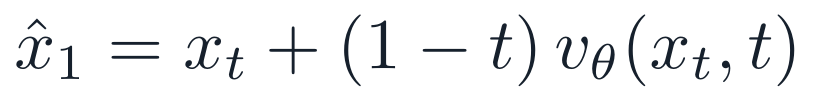 x̂₁ = xₜ + (1 − t) v_θ(xₜ, t)